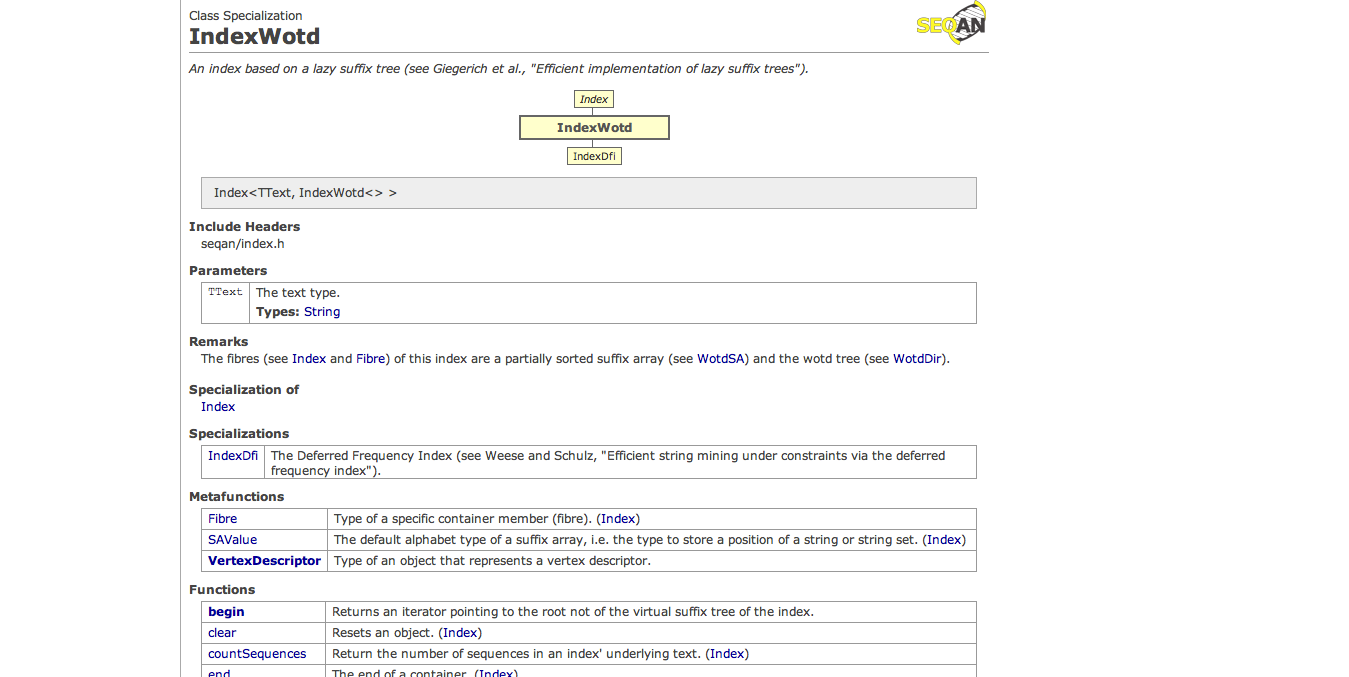 Class Specialization
SEQAN
IndexWotd
An index based on a lazy suffix tree (see Giegerich et al., "Efficient implementation of lazy suffix trees").
Index
IndexWotd
IndexDfi
Index<TText, IndexWotd<> >
Include Headers
seqan/index.h
Parameters
TText The text type.
Types: String
Remarks
The fibres (see Index and Fibre) of this index are a partially sorted suffix array (see WotdSA) and the wotd tree (see WotdDir).
Specialization of
Index
Specializations
IndexDfi The Deferred Frequency Index (see Weese and Schulz, "Efficient string mining under constraints via the deferred
frequency index").
Metafunctions
Fibre Type of a specific container member (fibre). (Index)
SAValue The default alphabet type of a suffix array, i.e. the type to store a position of a string or string set. (Index)
VertexDescriptor Type of an object that represents a vertex descriptor.
Functions
begin Returns an iterator pointing to the root not of the virtual suffix tree of the index.
clear Resets an object. (Index)
countSequences Return the number of sequences in an index' underlying text. (Index)
end The end of a container. (Index)